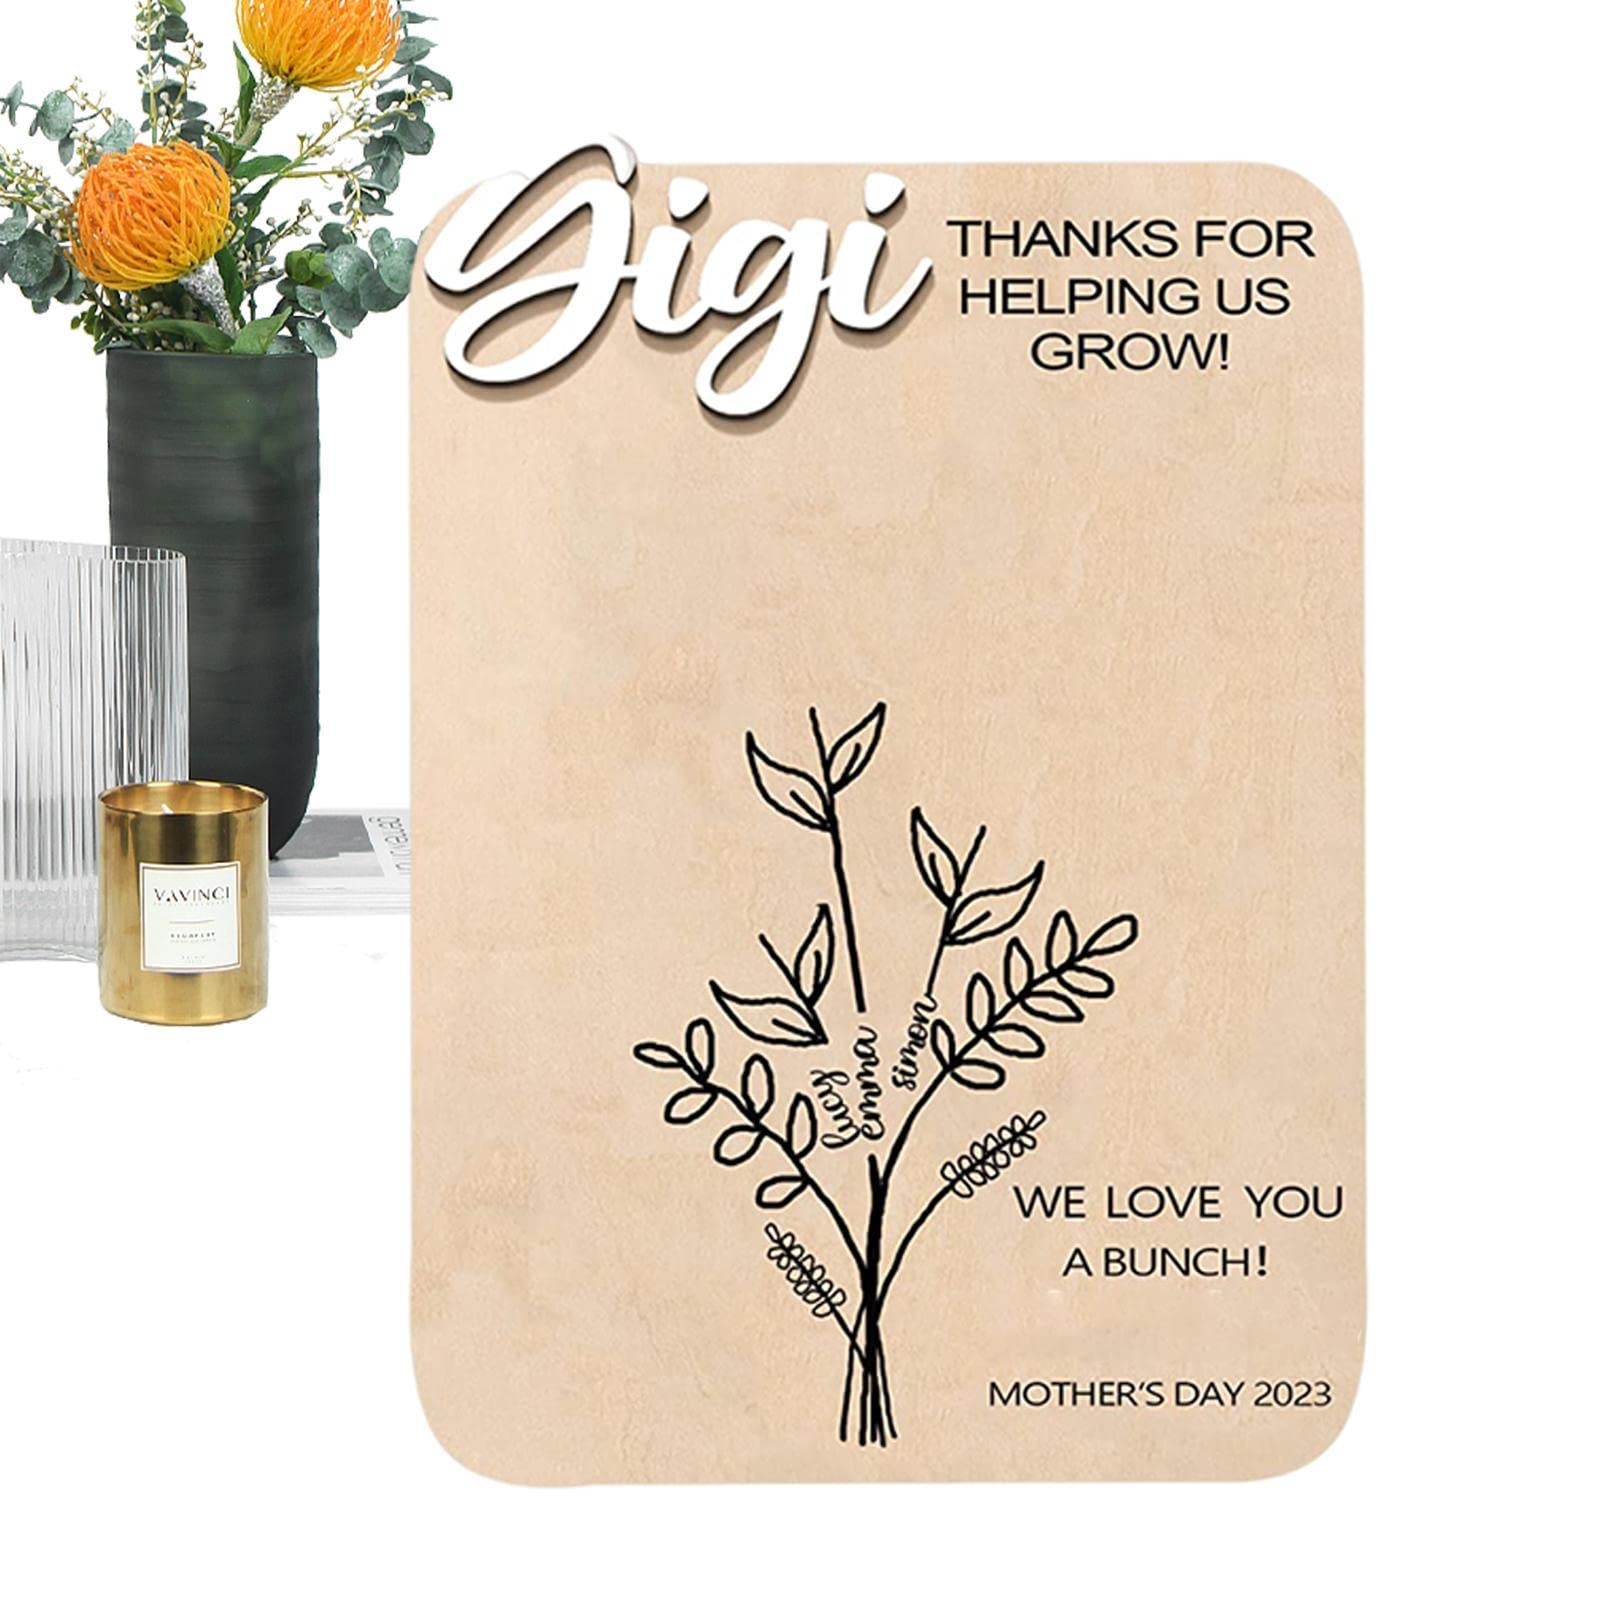 Gigi
THANKS FOR
HELPING US
GROW!
lucy
emma
simon
WE LOVE YOU
A BUNCH!
MOTHER'S DAY 2023
VAVINCI